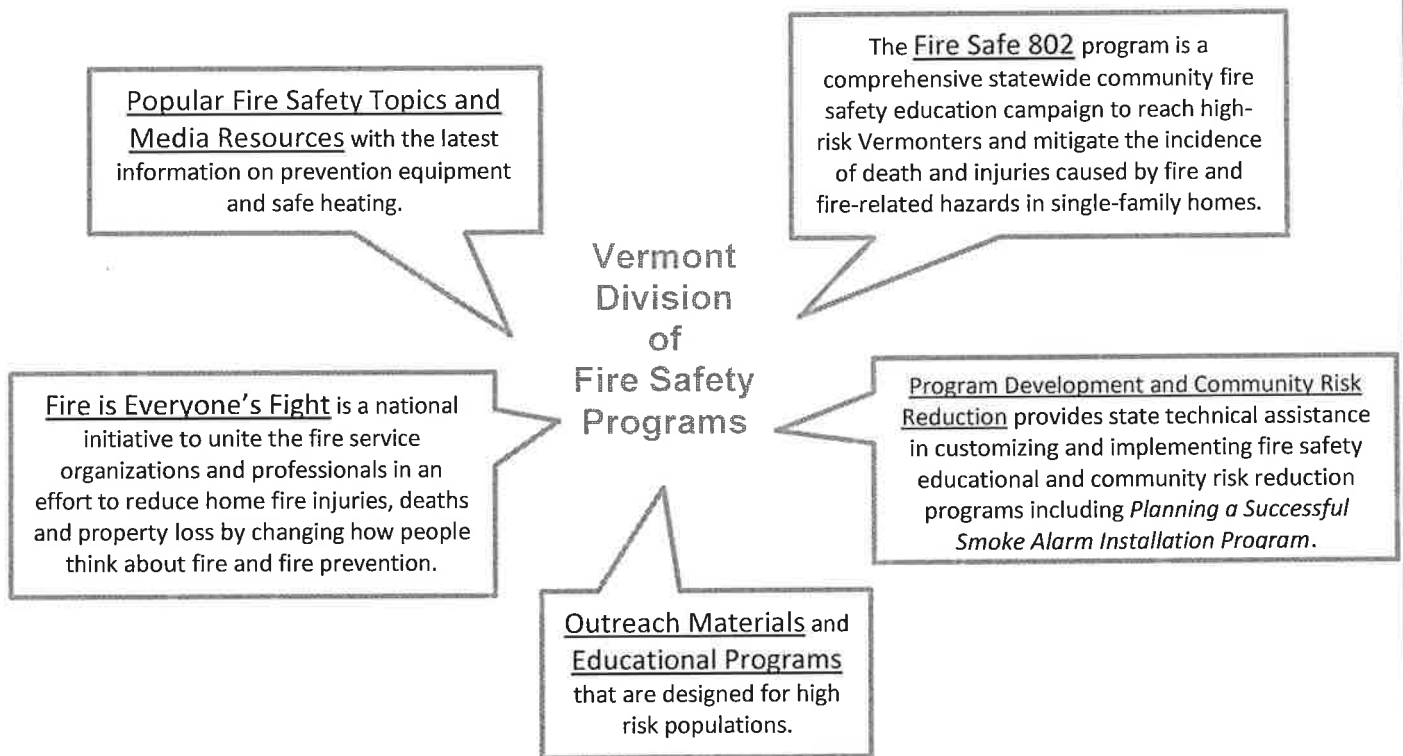 Popular Fire Safety Topics and
Media Resources with the latest
information on prevention equipment
and safe heating.
The Fire Safe 802 program is a
comprehensive statewide community fire
safety education campaign to reach high-
risk Vermonters and mitigate the incidence
of death and injuries caused by fire and
fire-related hazards in single-family homes.
Vermont
Division
of
Fire Safety
Programs
Fire is Everyone's Fight is a national
initiative to unite the fire service
organizations and professionals in an
effort to reduce home fire injuries, deaths
and property loss by changing how people
think about fire and fire prevention.
Program Development and Community Risk
Reduction provides state technical assistance
in customizing and implementing fire safety
educational and community risk reduction
programs including Planning a Successful
Smoke Alarm Installation Program.
Outreach Materials and
Educational Programs
that are designed for high
risk populations.